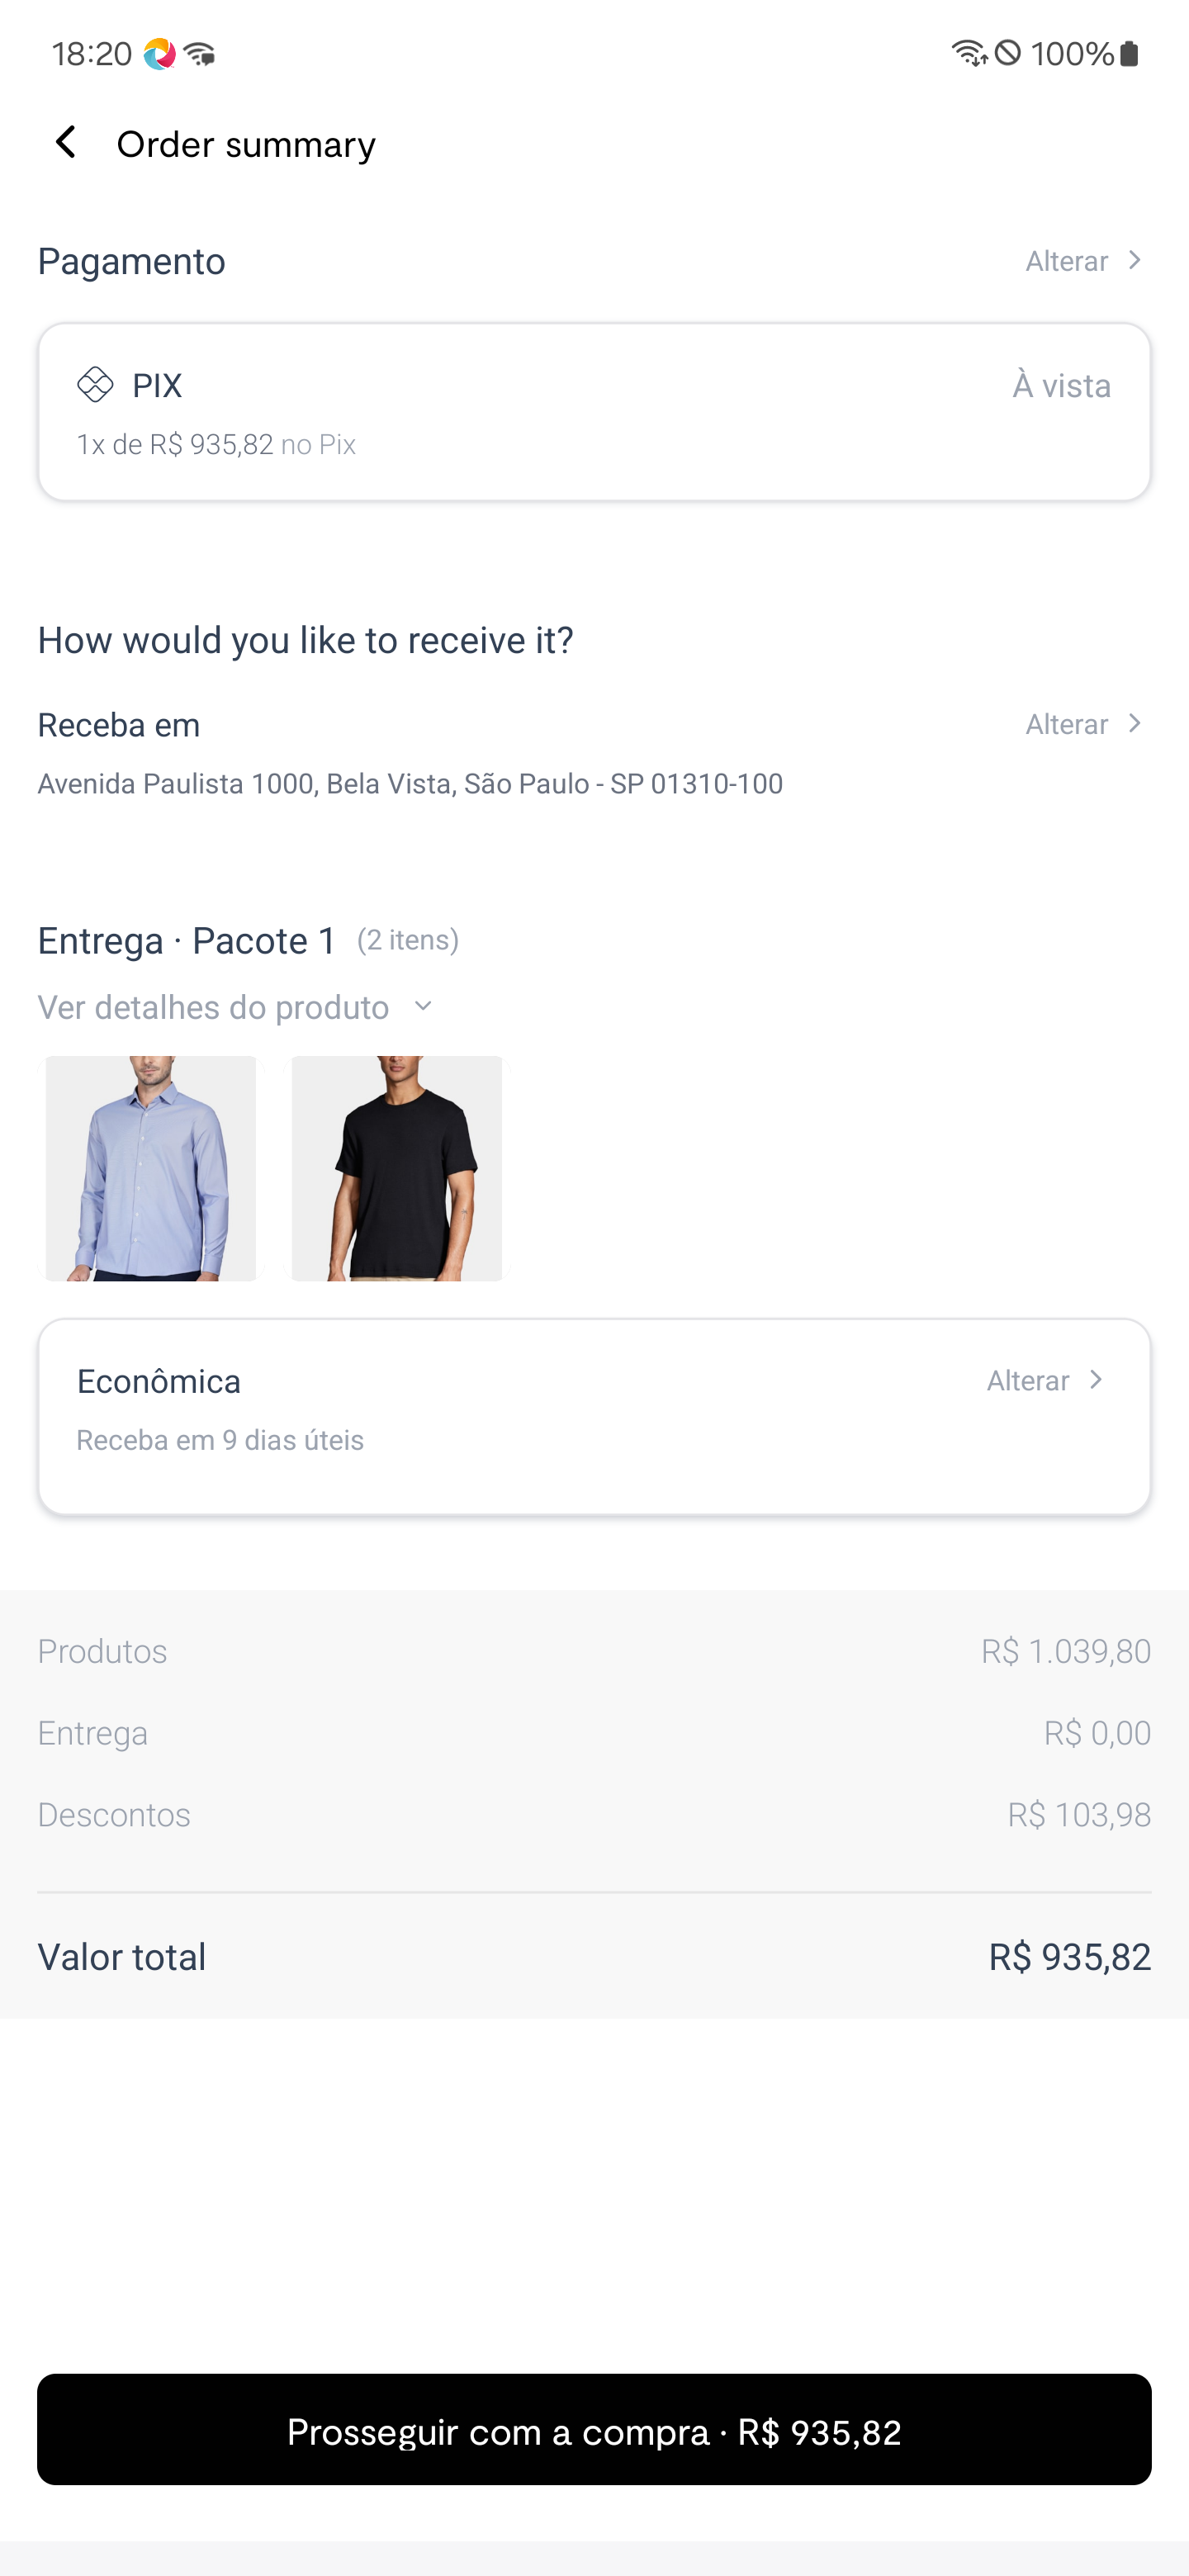 18:20 100%
Order summary
Pagamento Alterar
PIX À vista
1x de R$ 935,82 no Pix
How would you like to receive it?
Receba em Alterar
Avenida Paulista 1000, Bela Vista, São Paulo - SP 01310-100
Entrega · Pacote 1 (2 itens)
Ver detalhes do produto
Econômica Alterar
Receba em 9 dias úteis
Produtos R$ 1.039,80
Entrega R$ 0,00
Descontos R$ 103,98
Valor total R$ 935,82
Prosseguir com a compra · R$ 935,82